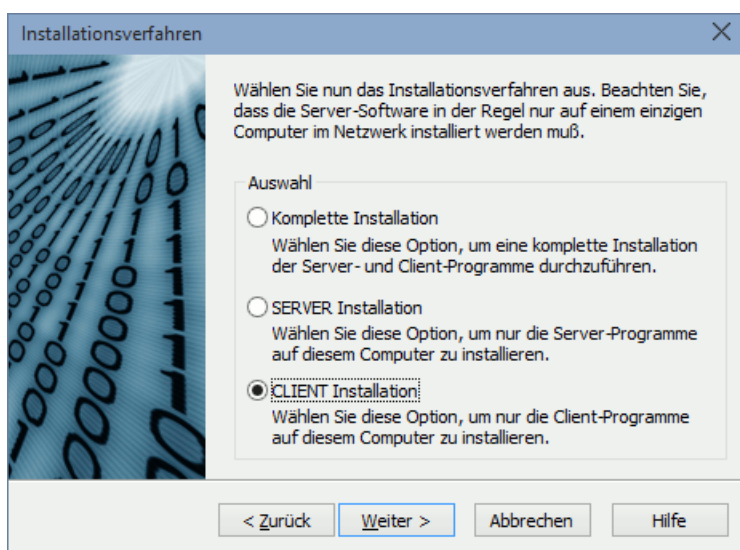 Installationsverfahren
Wählen Sie nun das Installationsverfahren aus. Beachten Sie,
dass die Server-Software in der Regel nur auf einem einzigen
Computer im Netzwerk installiert werden muß.
Auswahl
Komplette Installation
Wählen Sie diese Option, um eine komplette Installation
der Server- und Client-Programme durchzuführen.
SERVER Installation
Wählen Sie diese Option, um nur die Server-Programme
auf diesem Computer zu installieren.
CLIENT Installation
Wählen Sie diese Option, um nur die Client-Programme
auf diesem Computer zu installieren.
< Zurück Weiter > Abbrechen Hilfe